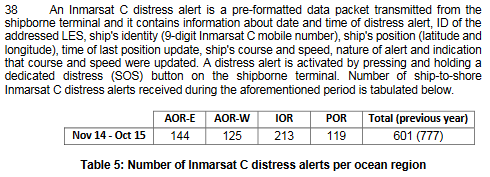 38 An Inmarsat C distress alert is a pre-formatted data packet transmitted from the
shipborne terminal and it contains information about date and time of distress alert, ID of the
addressed LES, ship's identity (9-digit Inmarsat C mobile number), ship's position (latitude and
longitude), time of last position update, ship's course and speed, nature of alert and indication
that course and speed were updated. A distress alert is activated by pressing and holding a
dedicated distress (SOS) button on the shipborne terminal. Number of ship-to-shore
Inmarsat C distress alerts received during the aforementioned period is tabulated below.
AOR-E AOR-W IOR POR Total (previous year)
Nov 14 - Oct 15 144 125 213 119 601 (777)
Table 5: Number of Inmarsat C distress alerts per ocean region